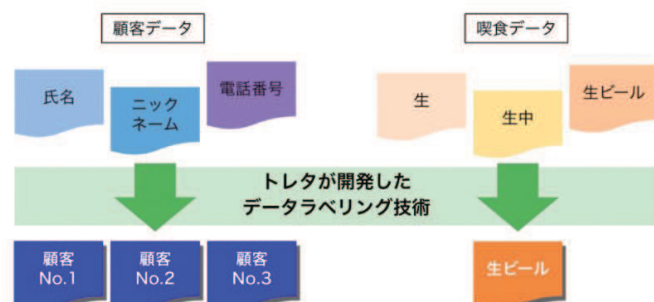 顧客データ
喫食データ
氏名
ニック
ネーム
電話番号
生
生中
生ビール
トレタが開発した
データラベリング技術
顧客
No.1
顧客
No.2
顧客
No.3
生ビール